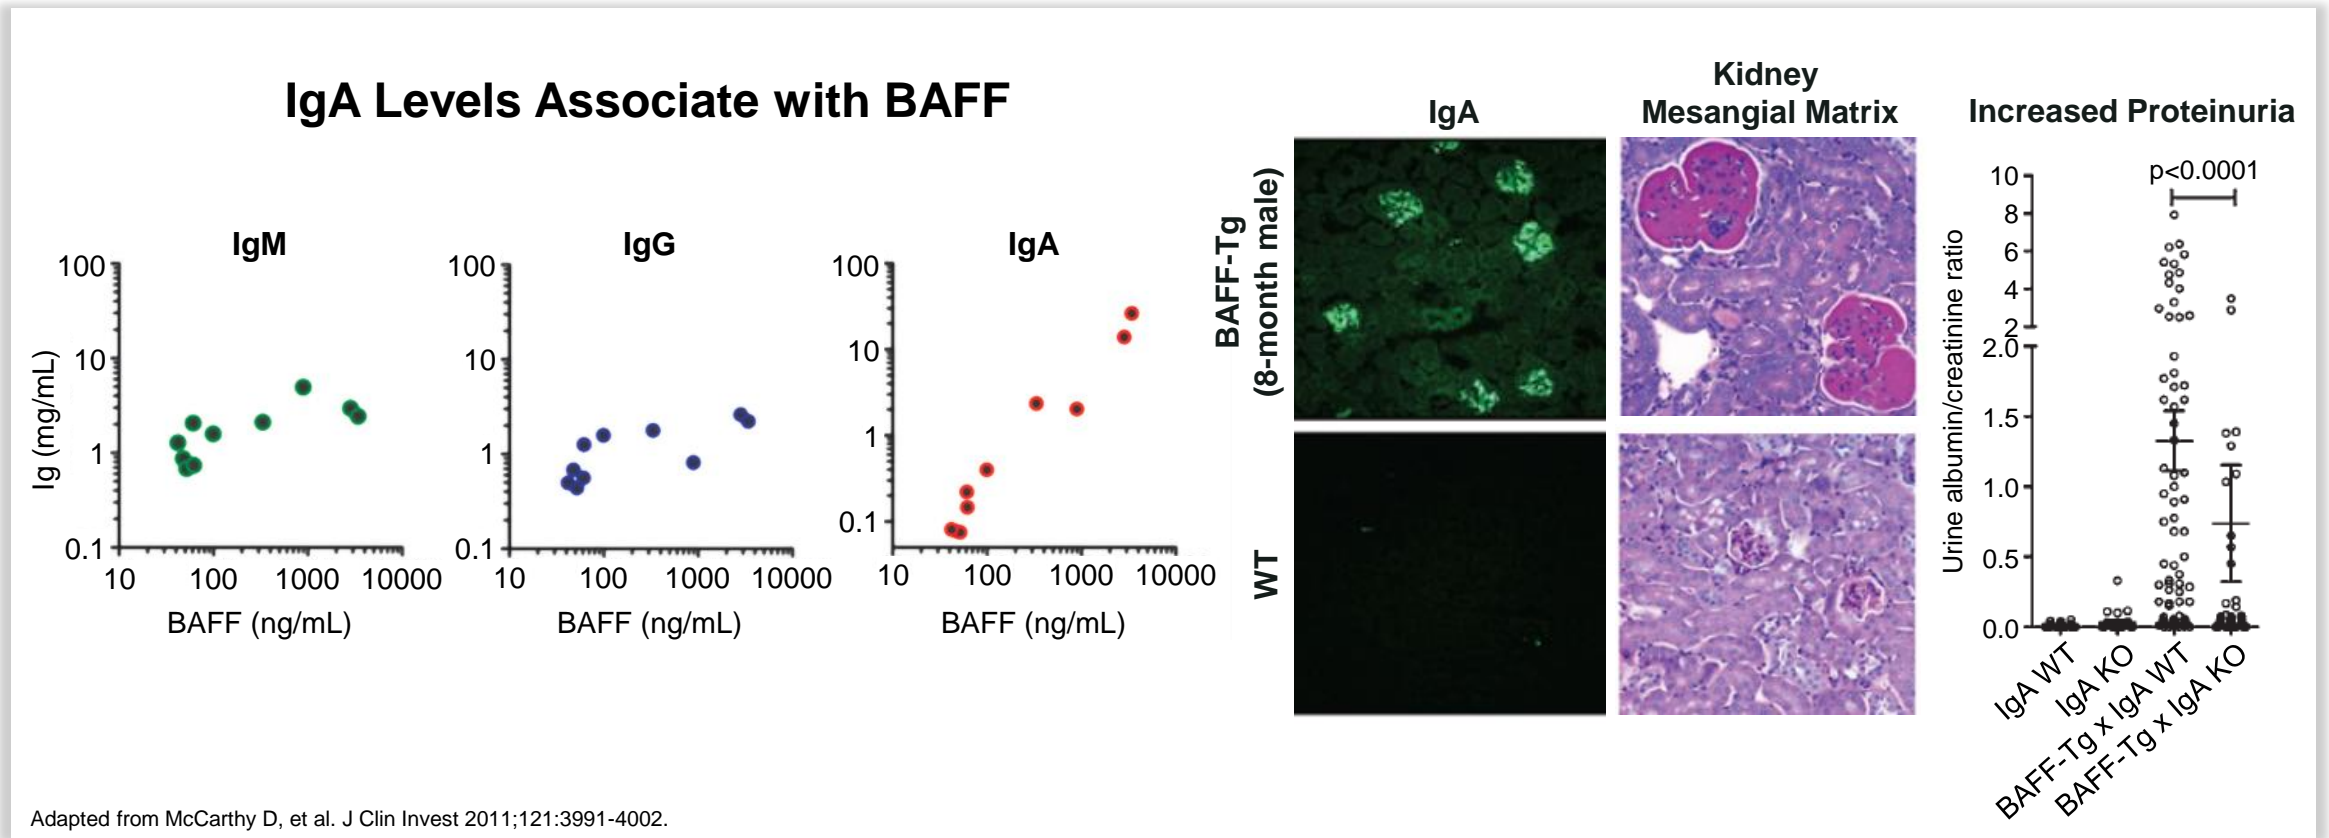 IgA Levels Associate with BAFF
IgM
100
10
1
0.1
Ig (mg/mL)
10 100 1000 10000
BAFF (ng/mL)
IgG
100
10
1
0.1
10 100 1000 10000
BAFF (ng/mL)
IgA
100
10
1
0.1
10 100 1000 10000
BAFF (ng/mL)
IgA
Kidney
Mesangial Matrix
BAFF-Tg
(8-month male)
WT
Increased Proteinuria
p<0.0001
10
8
6
4
2
2.0
1.5
1.0
0.5
0.0
Urine albumin/creatinine ratio
IgA WT
IgA KO
BAFF-Tg x IgA WT
BAFF-Tg x IgA KO
Adapted from McCarthy D, et al. J Clin Invest 2011;121:3991-4002.